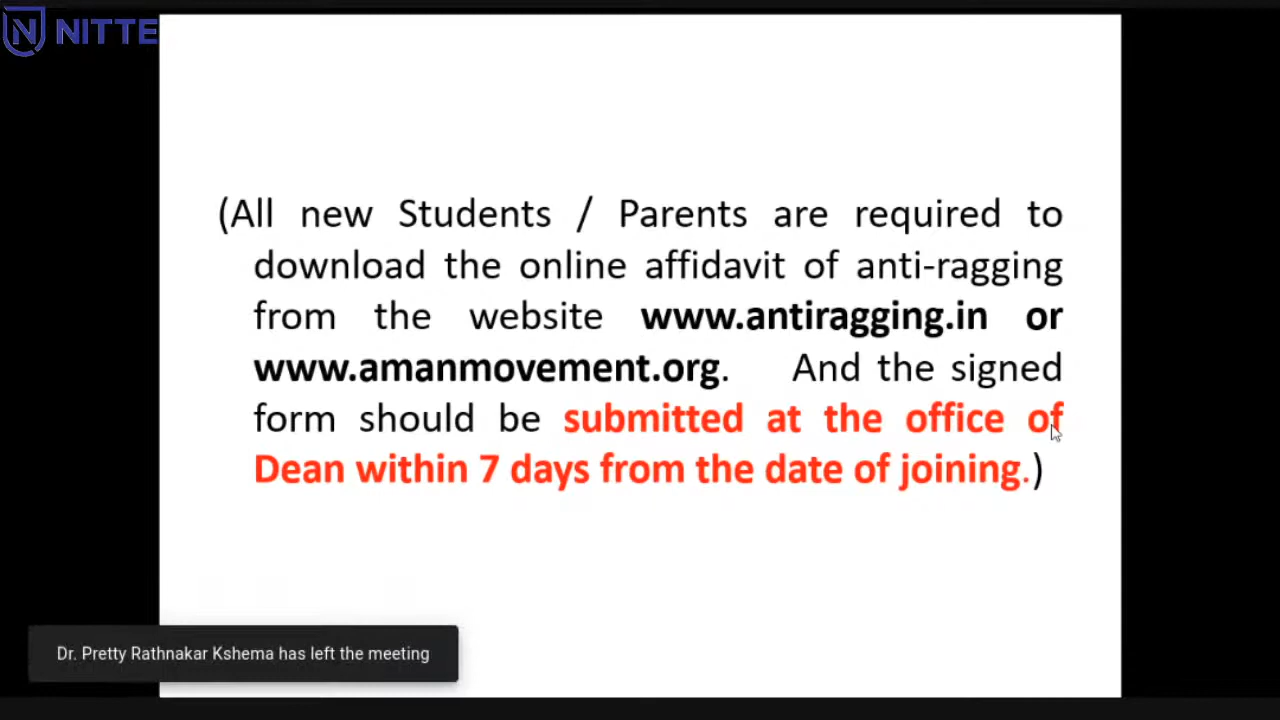 NITTE
(All new Students / Parents are required to
download the online affidavit of anti-ragging
from the website www.antiragging.in or
www.amanmovement.org. And the signed
form should be submitted at the office of
Dean within 7 days from the date of joining.)
Dr. Pretty Rathnakar Kshema has left the meeting